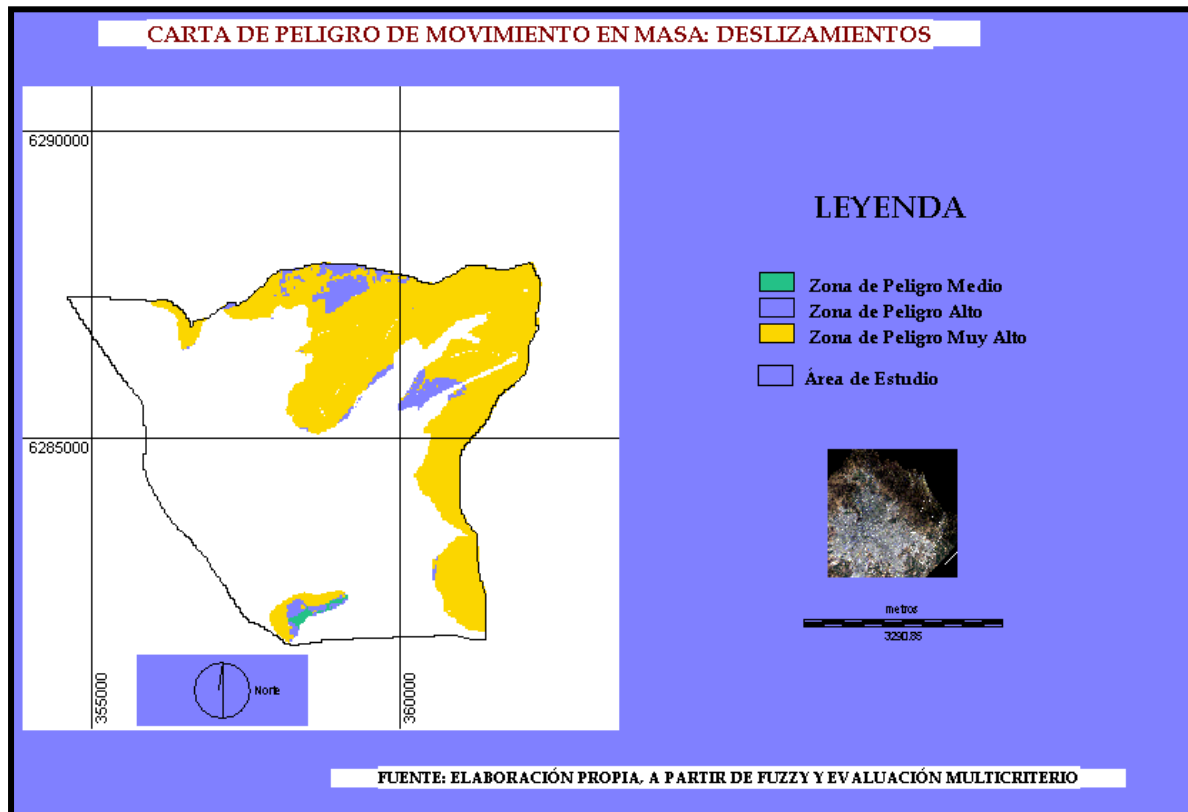 CARTA DE PELIGRO DE MOVIMIENTO EN MASA: DESLIZAMIENTOS
6290000
6285000
355000
360000
Norte
LEYENDA
Zona de Peligro Medio
Zona de Peligro Alto
Zona de Peligro Muy Alto
Área de Estudio
metros
3290.85
FUENTE: ELABORACIÓN PROPIA, A PARTIR DE FUZZY Y EVALUACIÓN MULTICRITERIO